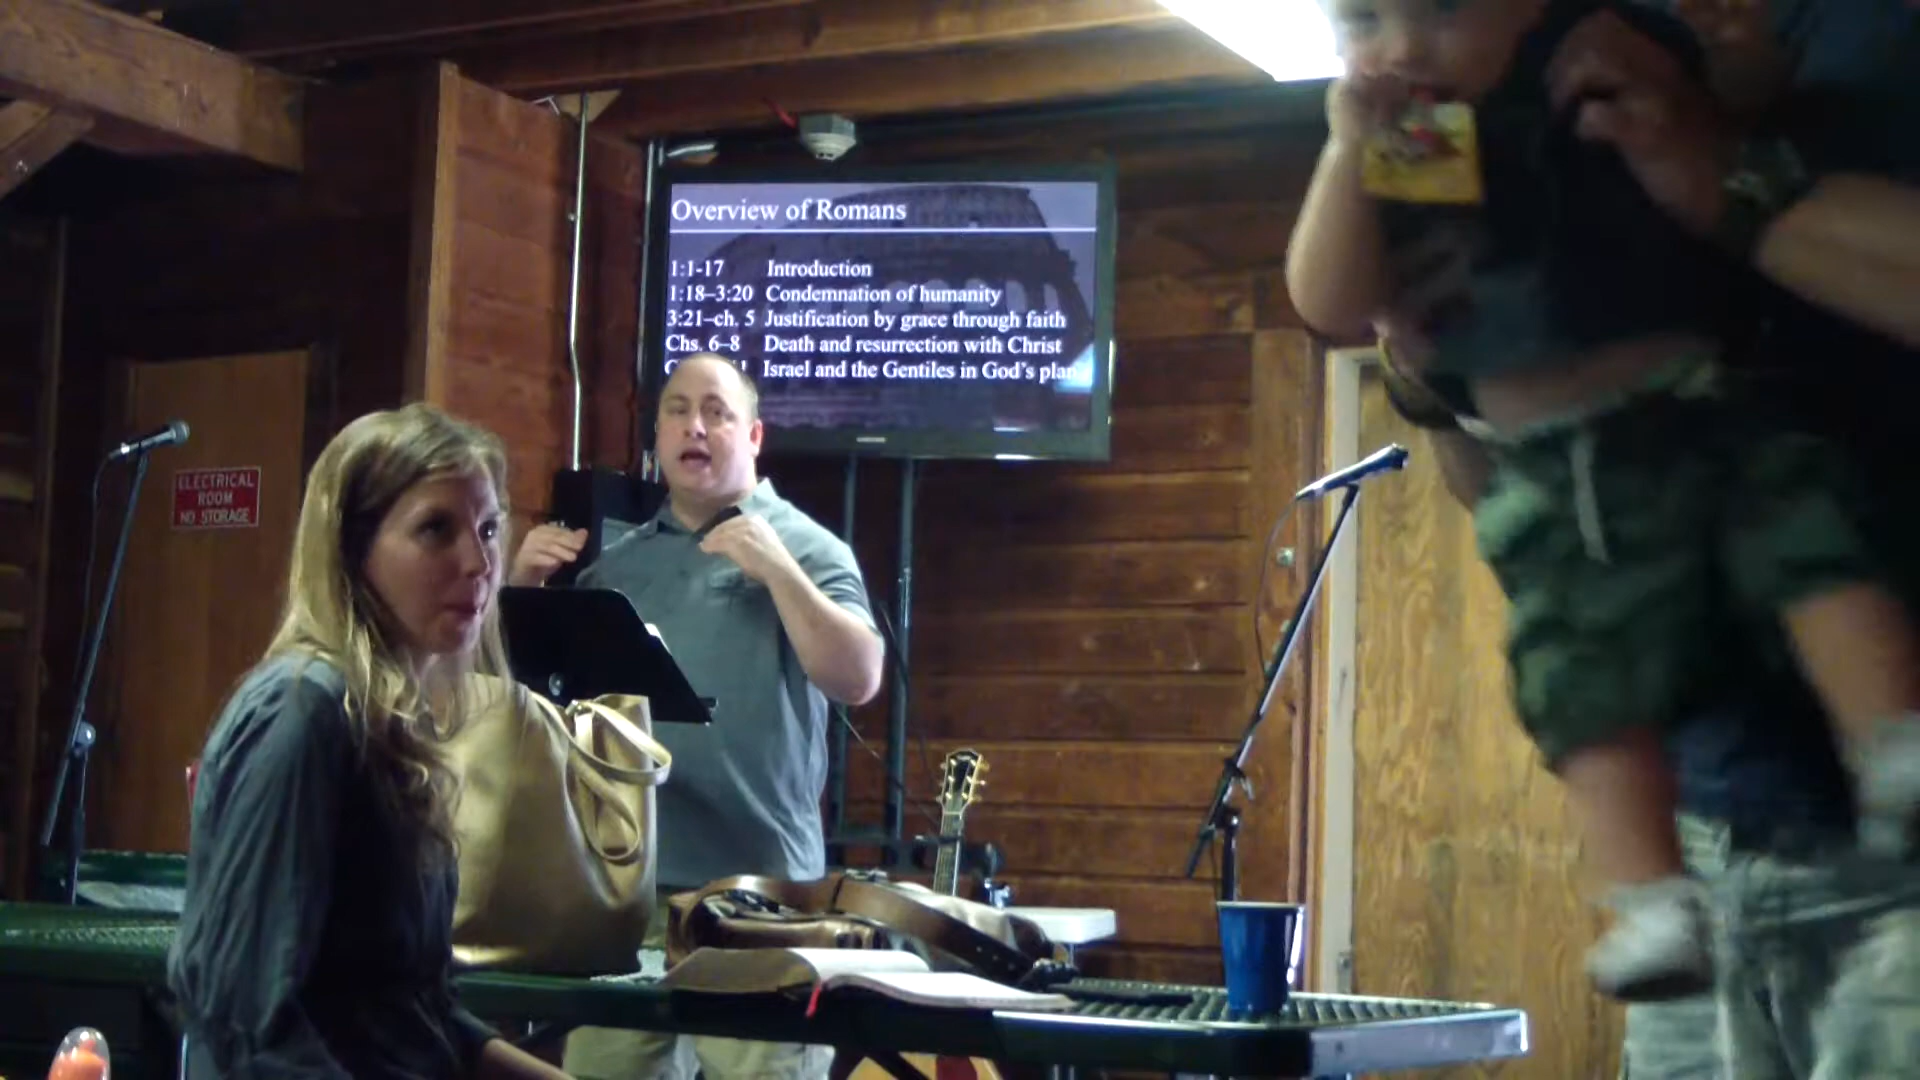 Overview of Romans
1:1-17 Introduction
1:18–3:20 Condemnation of humanity
3:21–ch. 5 Justification by grace through faith
Chs. 6–8 Death and resurrection with Christ
Israel and the Gentiles in God's plan
ELECTRICAL
ROOM
NO STORAGE